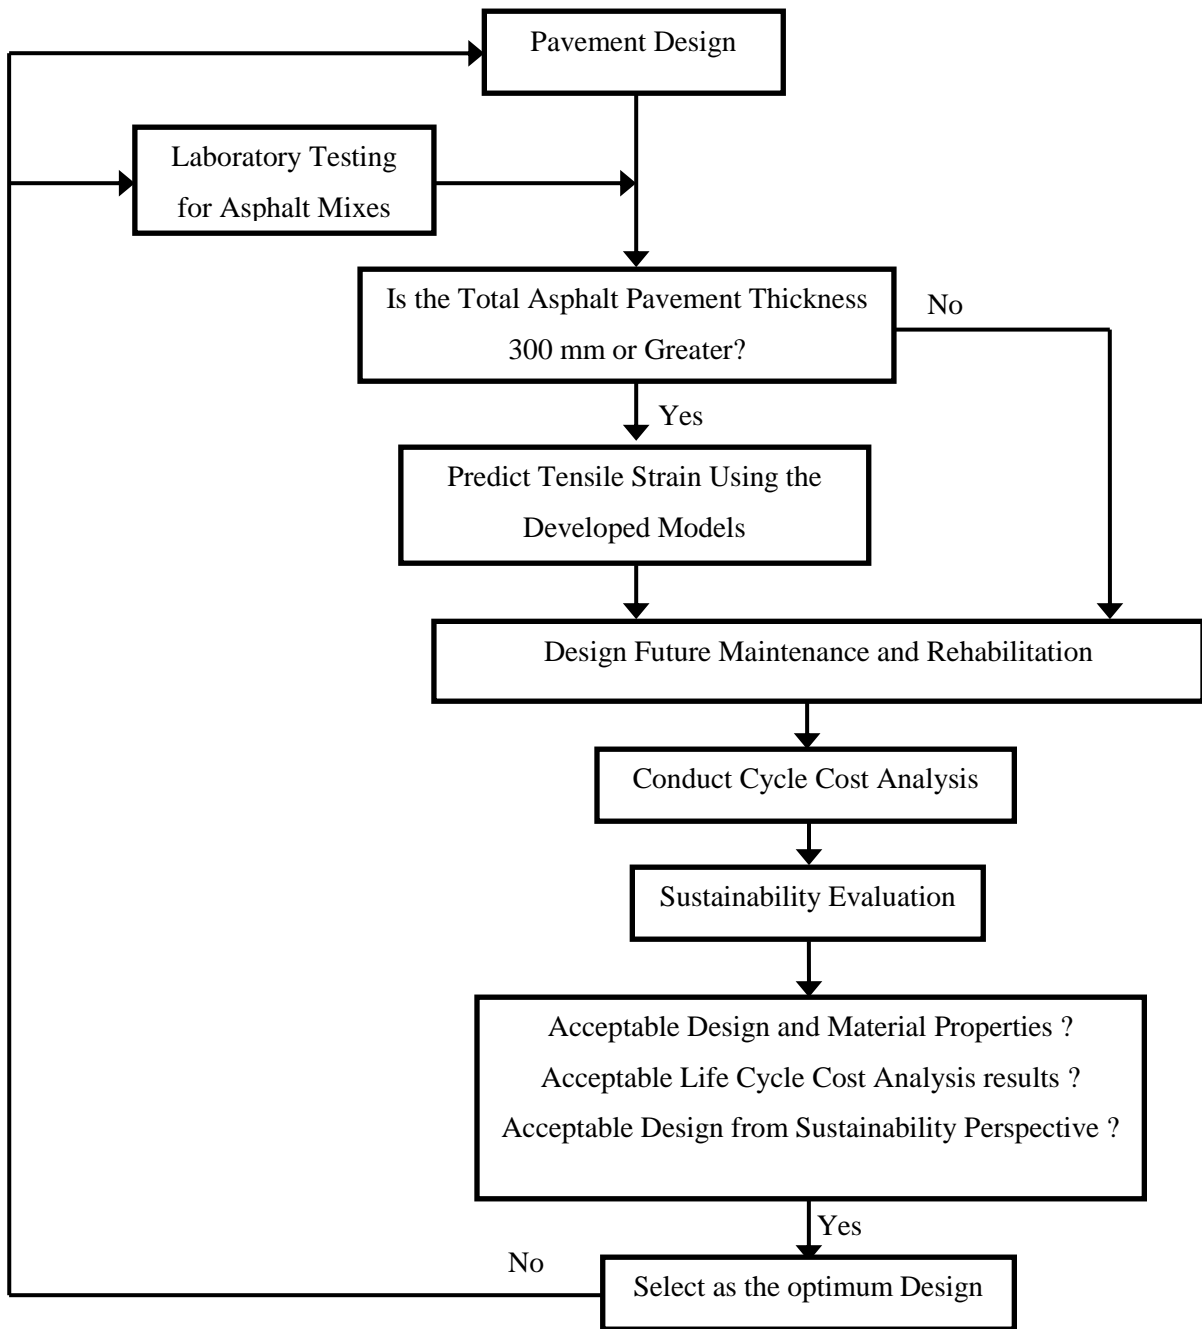 Pavement Design
Laboratory Testing
for Asphalt Mixes
Is the Total Asphalt Pavement Thickness
300 mm or Greater?
No
Yes
Predict Tensile Strain Using the
Developed Models
Design Future Maintenance and Rehabilitation
Conduct Cycle Cost Analysis
Sustainability Evaluation
Acceptable Design and Material Properties ?
Acceptable Life Cycle Cost Analysis results ?
Acceptable Design from Sustainability Perspective ?
Yes
No
Select as the optimum Design